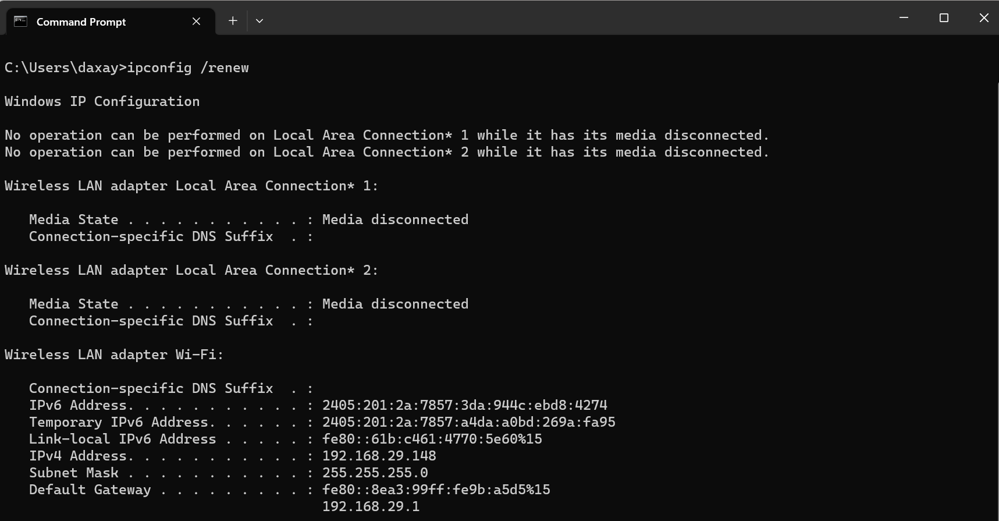 Command Prompt
C:\Users\daxay>ipconfig /renew
Windows IP Configuration
No operation can be performed on Local Area Connection* 1 while it has its media disconnected.
No operation can be performed on Local Area Connection* 2 while it has its media disconnected.
Wireless LAN adapter Local Area Connection* 1:
   Media State . . . . . . . . . . . : Media disconnected
   Connection-specific DNS Suffix  . :
Wireless LAN adapter Local Area Connection* 2:
   Media State . . . . . . . . . . . : Media disconnected
   Connection-specific DNS Suffix  . :
Wireless LAN adapter Wi-Fi:
   Connection-specific DNS Suffix  . :
   IPv6 Address. . . . . . . . . . . : 2405:201:2a:7857:3da:944c:ebd8:4274
   Temporary IPv6 Address. . . . . . : 2405:201:2a:7857:a4da:a0bd:269a:fa95
   Link-local IPv6 Address . . . . . : fe80::61b:c461:4770:5e60%15
   IPv4 Address. . . . . . . . . . . : 192.168.29.148
   Subnet Mask . . . . . . . . . . . : 255.255.255.0
   Default Gateway . . . . . . . . . : fe80::8ea3:99ff:fe9b:a5d5%15
                                       192.168.29.1